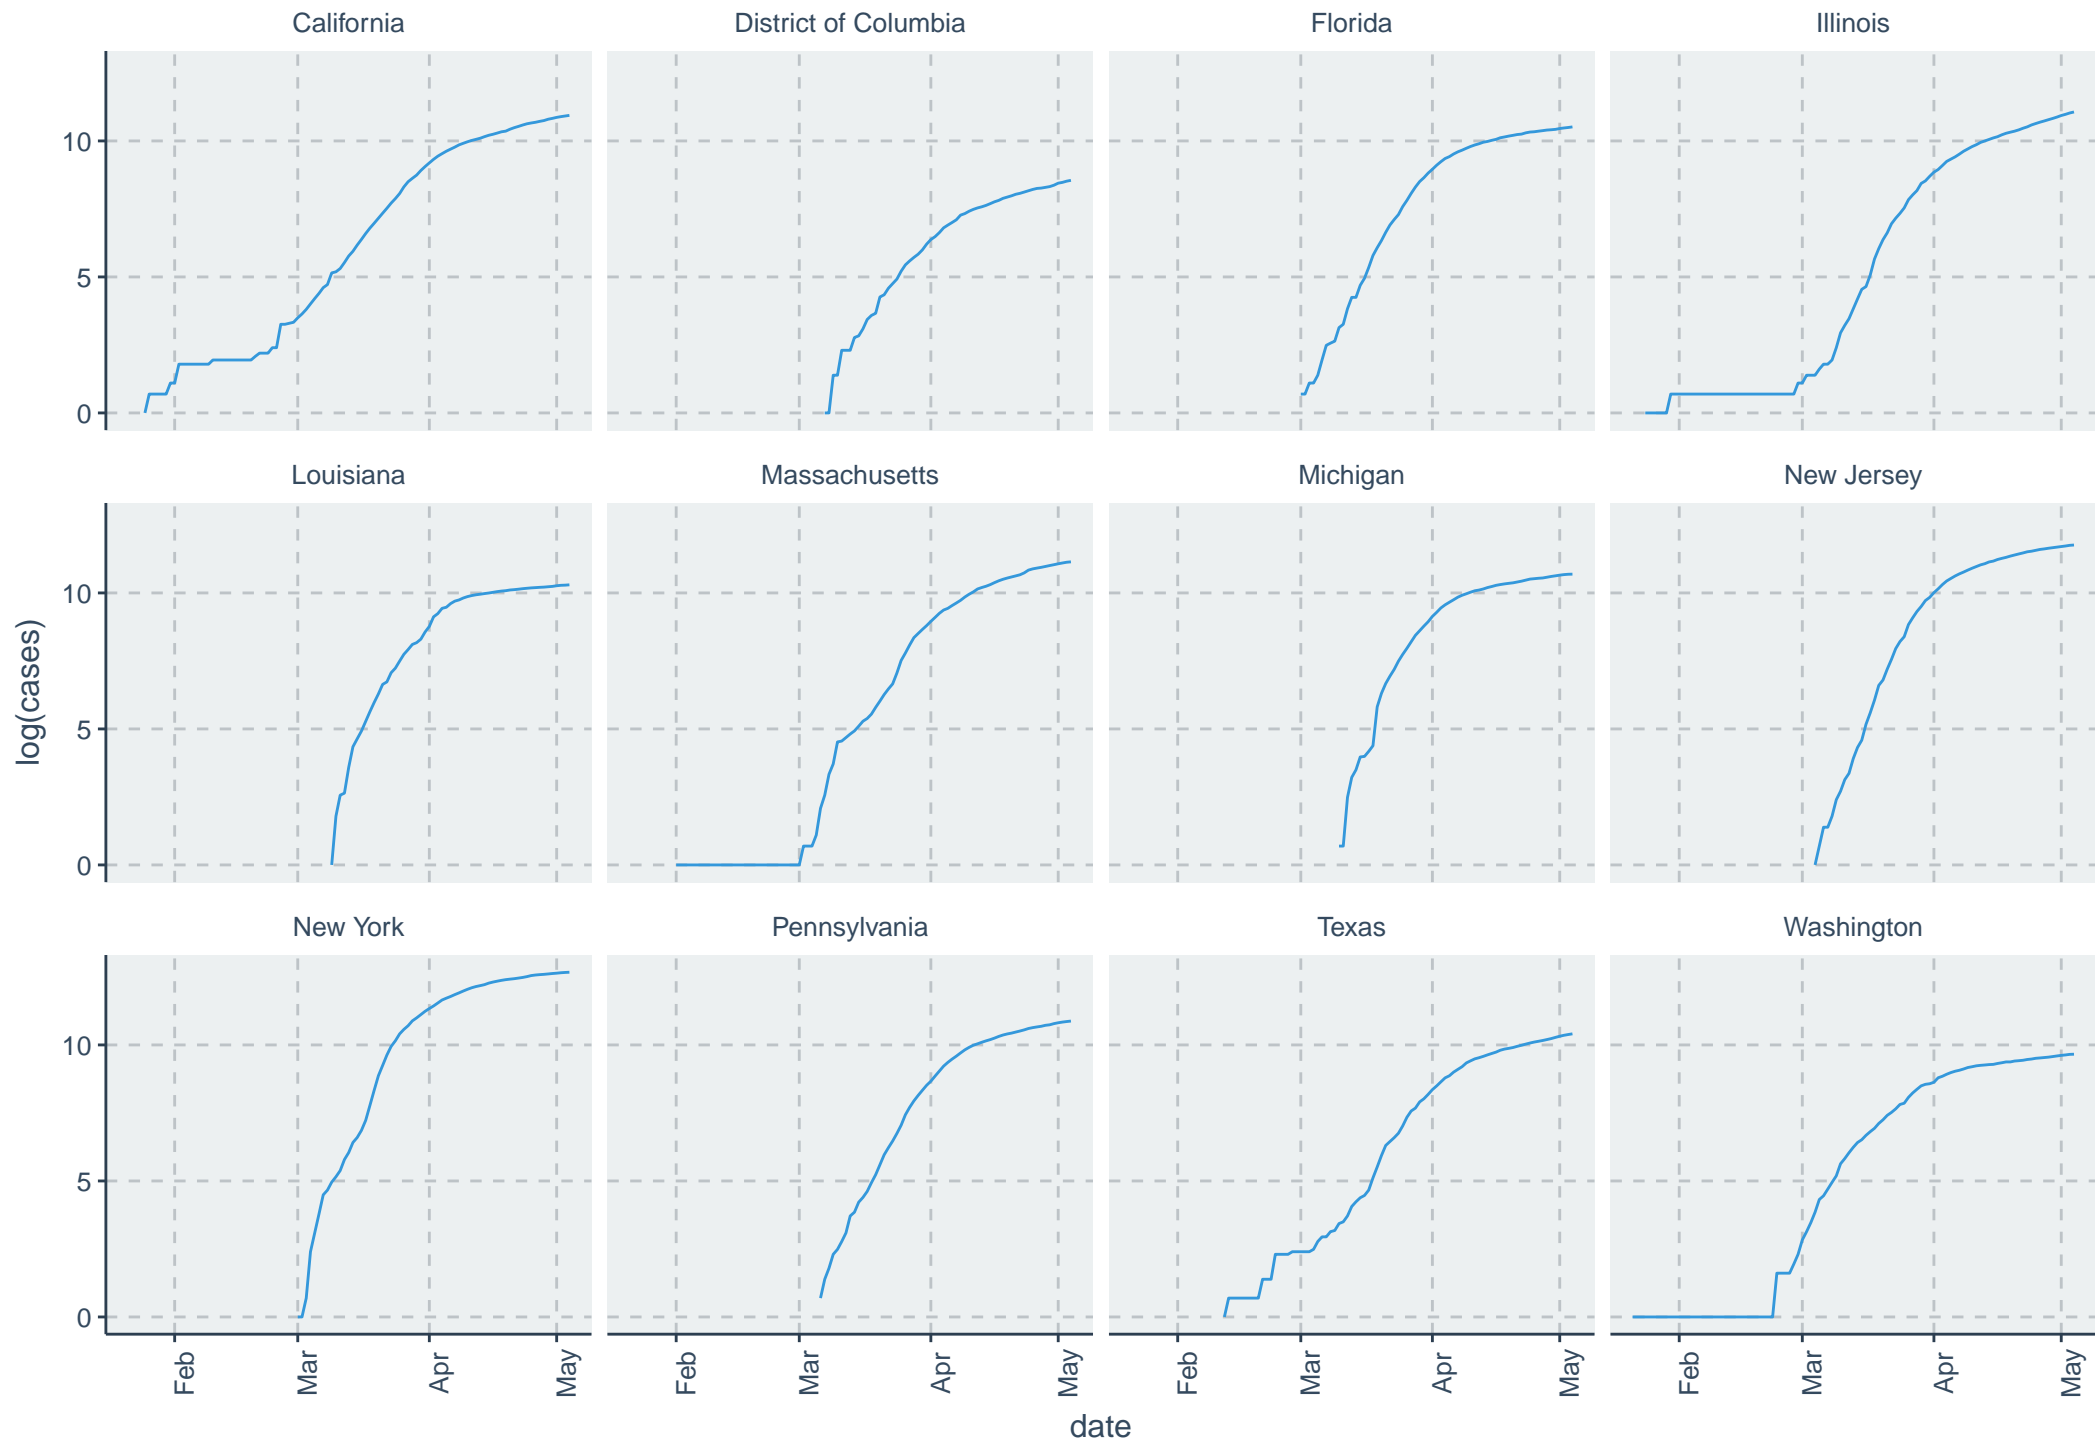 California
District of Columbia
Florida
Illinois
10
5
0
Louisiana
Massachusetts
Michigan
New Jersey
log(cases)
10
5
0
New York
Pennsylvania
Texas
Washington
10
5
0
Feb
Mar
Apr
May
Feb
Mar
Apr
May
Feb
Mar
Apr
May
Feb
Mar
Apr
May
date